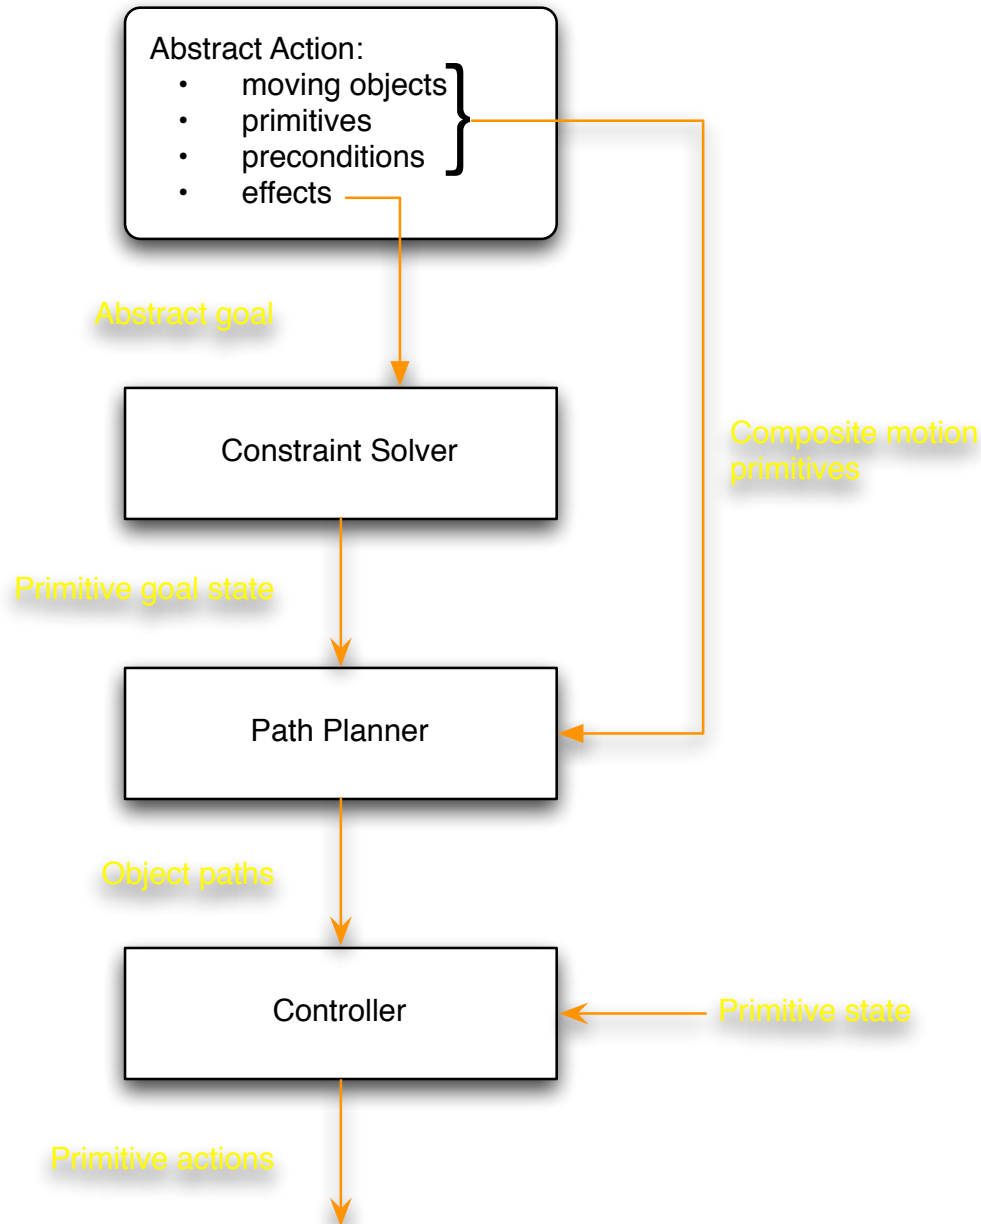 Abstract Action:
• moving objects
• primitives
• preconditions
• effects
Abstract goal
Constraint Solver
Composite motion
primitives
Primitive goal state
Path Planner
Object paths
Controller
Primitive state
Primitive actions